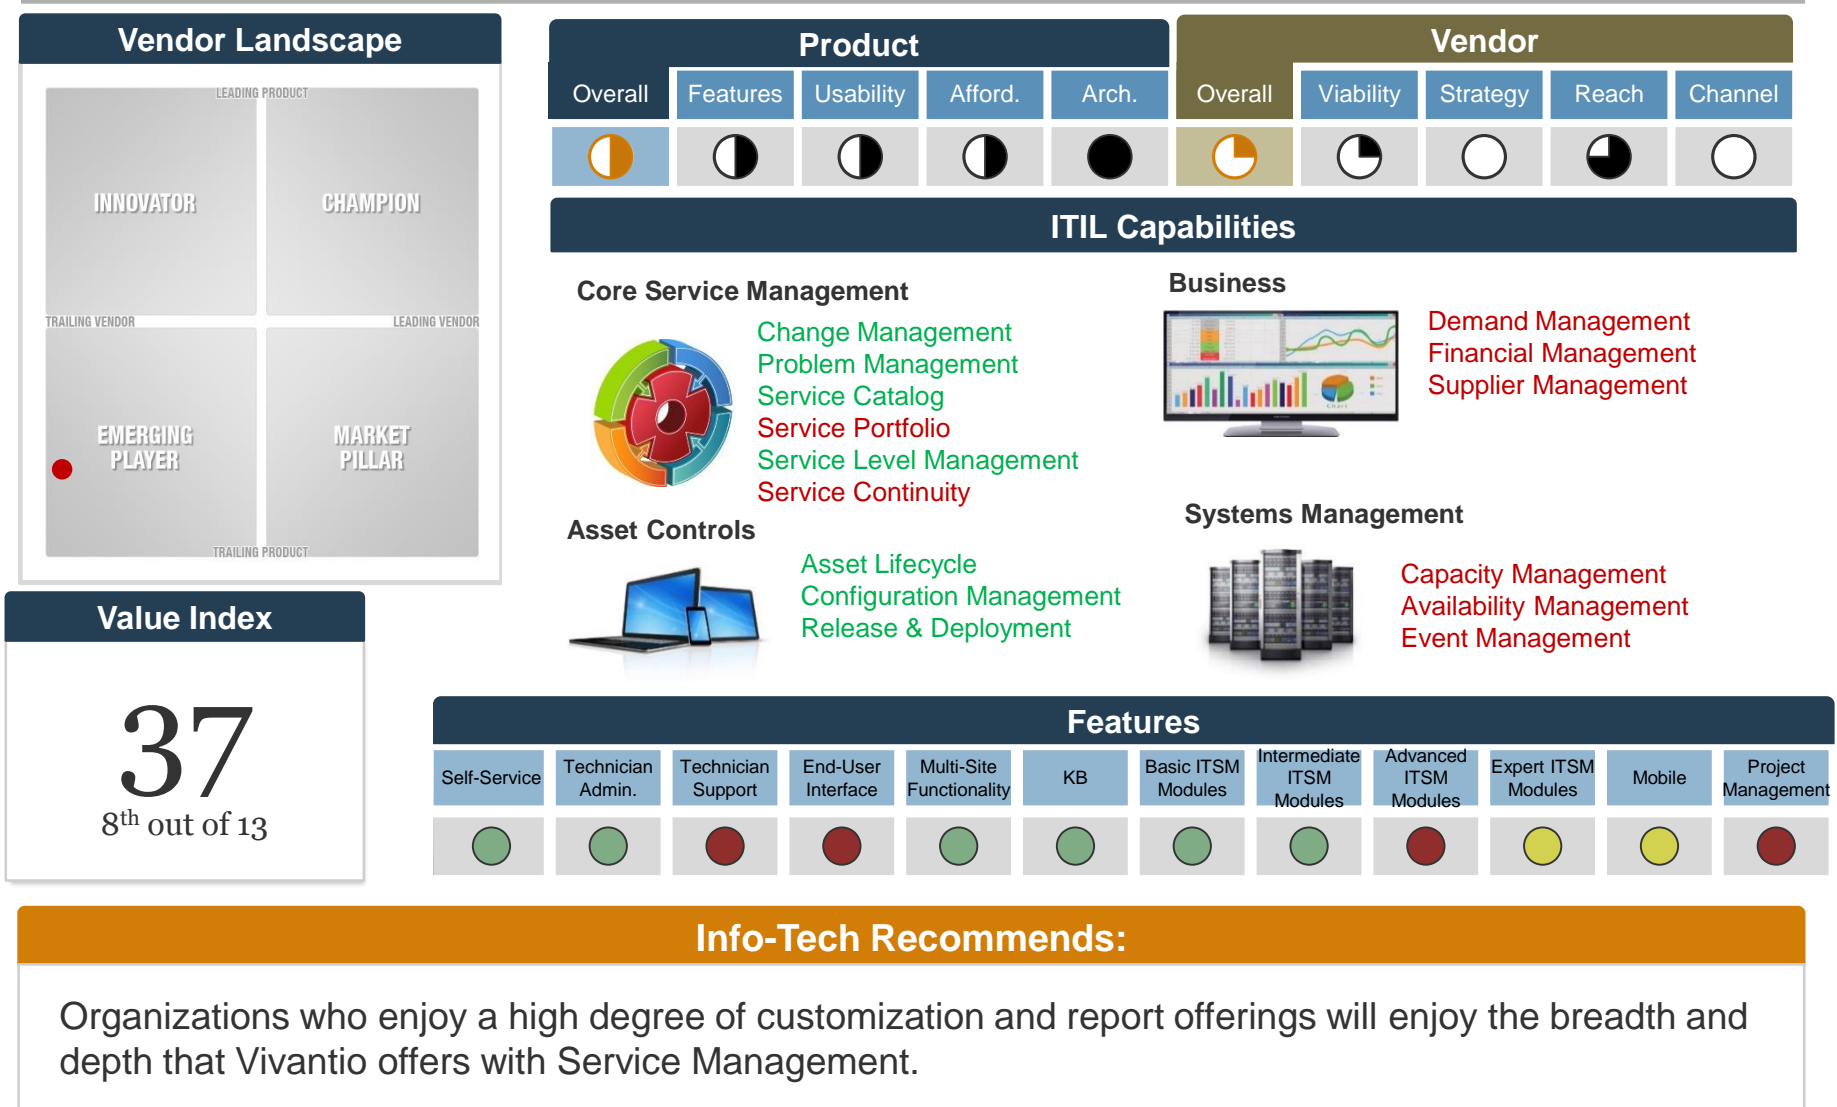 Vendor Landscape
LEADING PRODUCT
INNOVATOR
CHAMPION
TRAILING VENDOR
LEADING VENDOR
EMERGING
PLAYER
MARKET
PILLAR
TRAILING PRODUCT
Product
Vendor
Overall
Features
Usability
Afford.
Arch.
Overall
Viability
Strategy
Reach
Channel
ITIL Capabilities
Core Service Management
Change Management
Problem Management
Service Catalog
Service Portfolio
Service Level Management
Service Continuity
Business
Chart
Demand Management
Financial Management
Supplier Management
Asset Controls
Asset Lifecycle
Configuration Management
Release & Deployment
Systems Management
Capacity Management
Availability Management
Event Management
Value Index
37
8th out of 13
Features
Self-Service
Technician
Admin.
Technician
Support
End-User
Interface
Multi-Site
Functionality
KB
Basic ITSM
Modules
Intermediate
ITSM
Modules
Advanced
ITSM
Modules
Expert ITSM
Modules
Mobile
Project
Management
Info-Tech Recommends:
Organizations who enjoy a high degree of customization and report offerings will enjoy the breadth and
depth that Vivantio offers with Service Management.